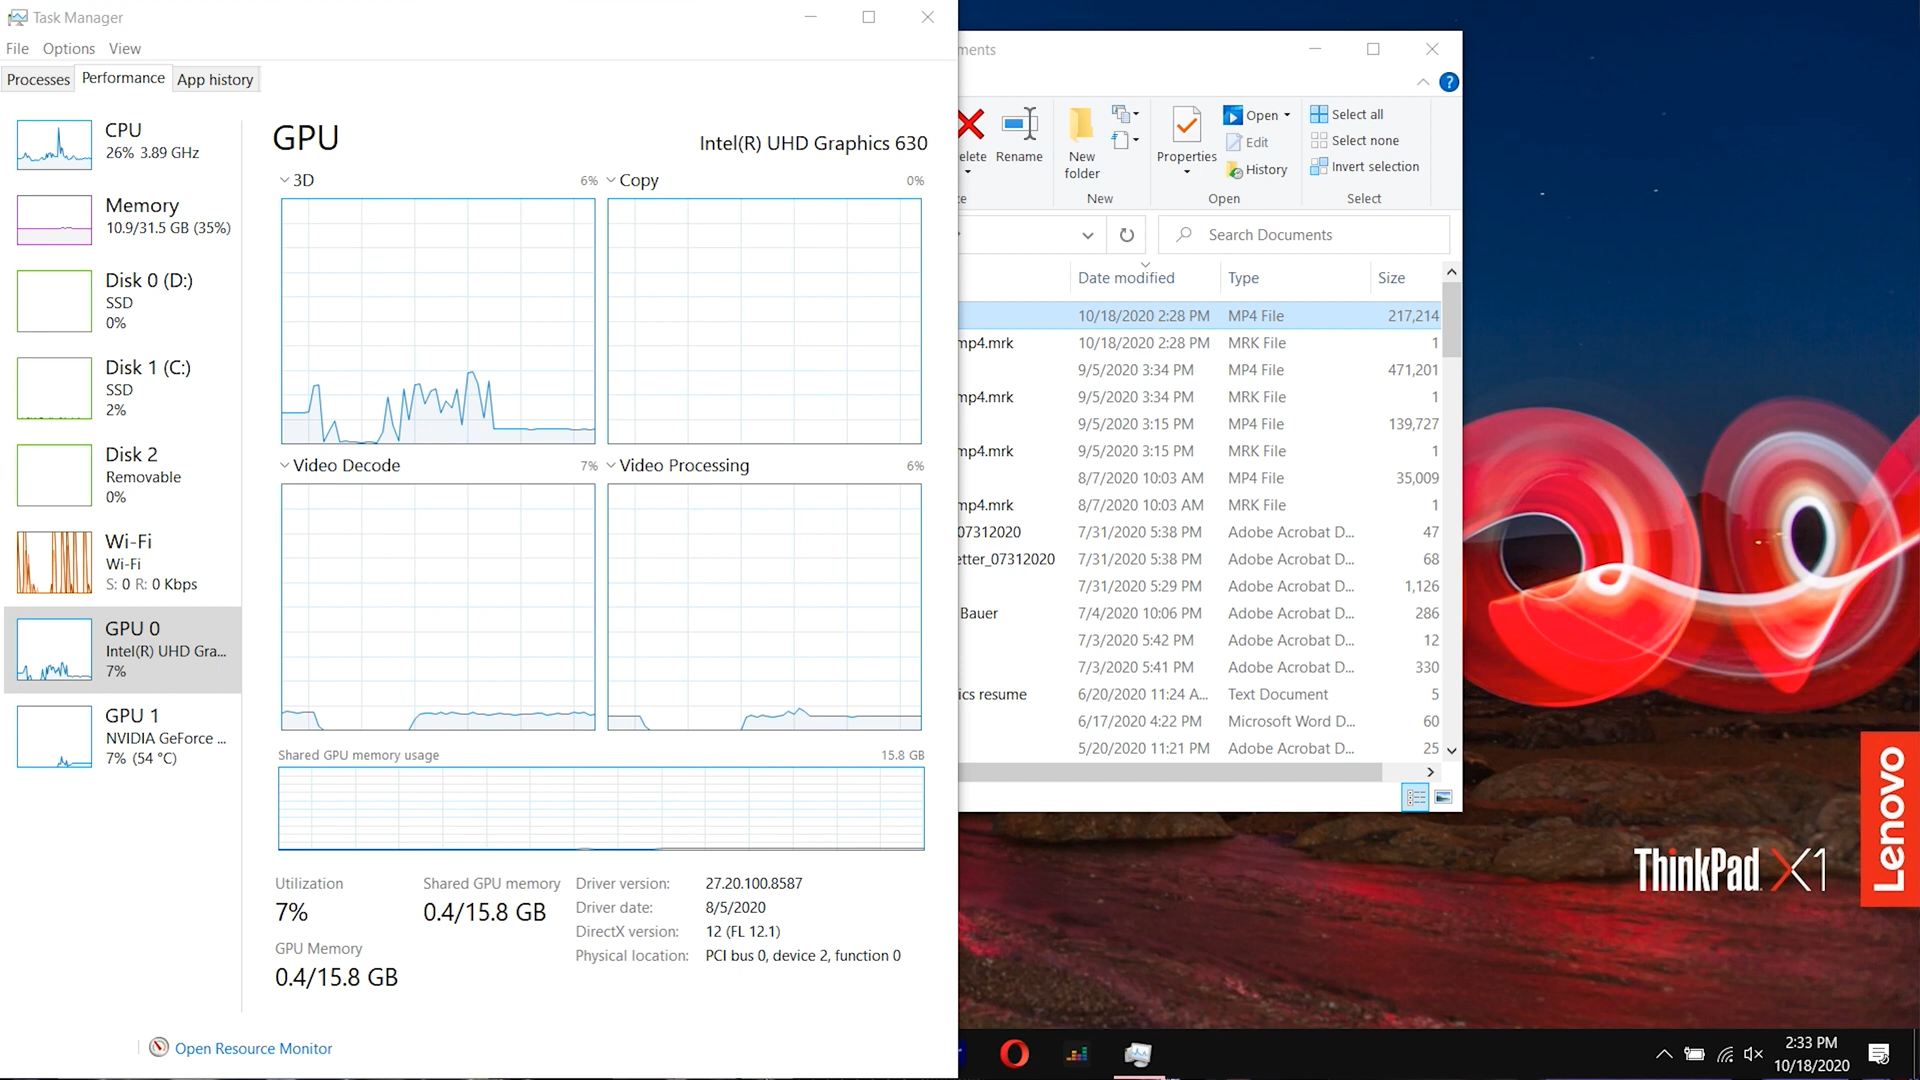 Task Manager
File Options View
Processes Performance App history
CPU
26% 3.89 GHz
Memory
10.9/31.5 GB (35%)
Disk 0 (D:)
SSD
0%
Disk 1 (C:)
SSD
2%
Disk 2
Removable
0%
Wi-Fi
Wi-Fi
S: 0 R: 0 Kbps
GPU 0
Intel(R) UHD Gra...
7%
GPU 1
NVIDIA GeForce ...
7% (54 °C)
GPU
Intel(R) UHD Graphics 630
3D 6%
Copy 0%
Video Decode 7%
Video Processing 6%
Shared GPU memory usage 15.8 GB
Utilization
7%
Shared GPU memory
0.4/15.8 GB
GPU Memory
0.4/15.8 GB
Driver version: 27.20.100.8587
Driver date: 8/5/2020
DirectX version: 12 (FL 12.1)
Physical location: PCI bus 0, device 2, function 0
Open Resource Monitor
ments
elete
Rename
New
folder
New
Properties
Open
Edit
History
Open
Select all
Select none
Invert selection
Select
Search Documents
Date modified Type Size
10/18/2020 2:28 PM MP4 File 217,214
mp4.mrk 10/18/2020 2:28 PM MRK File 1
9/5/2020 3:34 PM MP4 File 471,201
mp4.mrk 9/5/2020 3:34 PM MRK File 1
9/5/2020 3:15 PM MP4 File 139,727
mp4.mrk 9/5/2020 3:15 PM MRK File 1
8/7/2020 10:03 AM MP4 File 35,009
mp4.mrk 8/7/2020 10:03 AM MRK File 1
07312020 7/31/2020 5:38 PM Adobe Acrobat D... 47
etter_07312020 7/31/2020 5:38 PM Adobe Acrobat D... 68
7/31/2020 5:29 PM Adobe Acrobat D... 1,126
Bauer 7/4/2020 10:06 PM Adobe Acrobat D... 286
7/3/2020 5:42 PM Adobe Acrobat D... 12
7/3/2020 5:41 PM Adobe Acrobat D... 330
ics resume 6/20/2020 11:24 A... Text Document 5
6/17/2020 4:22 PM Microsoft Word D... 60
5/20/2020 11:21 PM Adobe Acrobat D... 25
ThinkPad X1
Lenovo
2:33 PM
10/18/2020